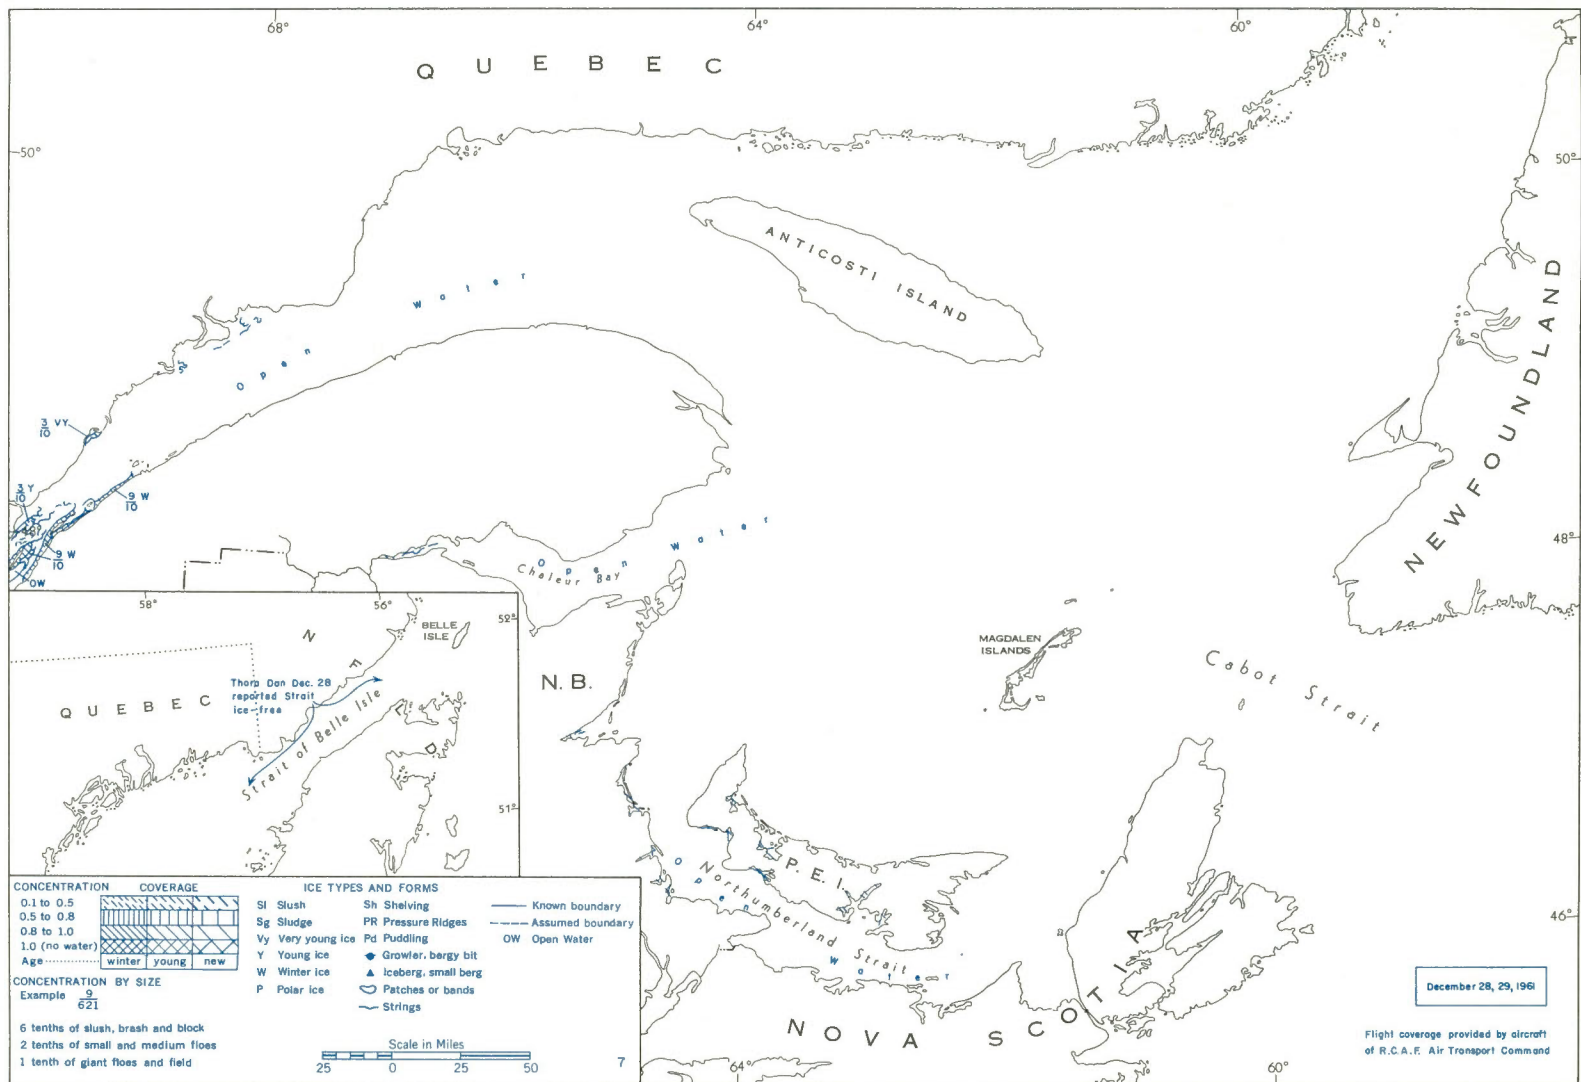 68°
64°
60°
QUEBEC
50°
50°
ANTICOSTI ISLAND
Open Water
NEWFOUNDLAND
3/10 VY
3/10 Y
9/10 W
9/10 W
OW
48°
Open Water
Chaleur Bay
58°
56°
52°
BELLE
ISLE
NFLD
Thora Dan Dec. 28
reported Strait
ice-free
QUEBEC
Strait of Belle Isle
51°
N.B.
MAGDALEN
ISLANDS
Cabot Strait
P.E.I.
Open Water
Northumberland Strait
46°
NOVA SCOTIA
64°
60°
CONCENTRATION COVERAGE
0.1 to 0.5
0.5 to 0.8
0.8 to 1.0
1.0 (no water)
Age winter young new
CONCENTRATION BY SIZE
Example 9/621
6 tenths of slush, brash and block
2 tenths of small and medium floes
1 tenth of giant floes and field
ICE TYPES AND FORMS
Sl Slush
Sg Sludge
Vy Very young ice
Y Young ice
W Winter ice
P Polar ice
Sh Shelving
PR Pressure Ridges
Pd Puddling
Growler, bergy bit
Iceberg, small berg
Patches or bands
Strings
Known boundary
Assumed boundary
OW Open Water
Scale in Miles
25 0 25 50
7
December 28, 29, 1961
Flight coverage provided by aircraft
of R.C.A.F. Air Transport Command